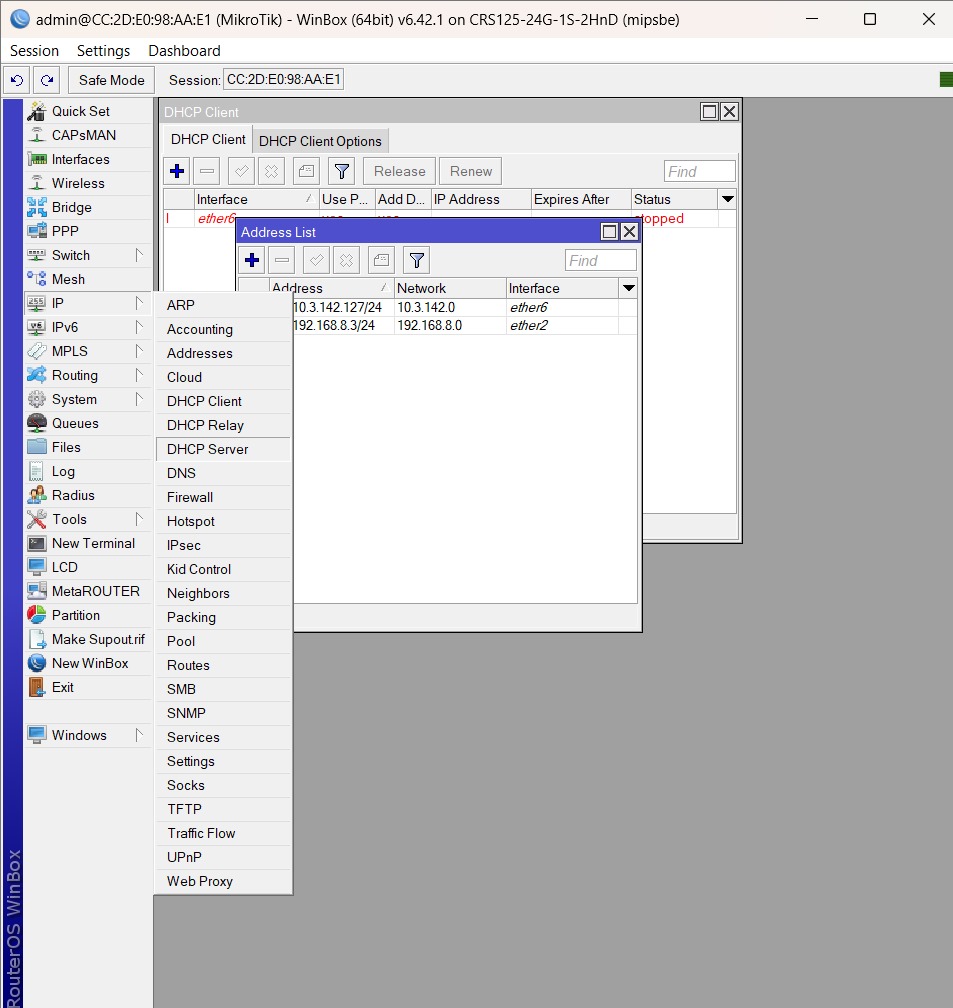 admin@CC:2D:E0:98:AA:E1 (MikroTik) - WinBox (64bit) v6.42.1 on CRS125-24G-1S-2HnD (mipsbe)
Session Settings Dashboard
Safe Mode Session: CC:2D:E0:98:AA:E1
Quick Set
CAPsMAN
Interfaces
Wireless
Bridge
PPP
Switch
Mesh
IP
IPv6
MPLS
Routing
System
Queues
Files
Log
Radius
Tools
New Terminal
LCD
MetaROUTER
Partition
Make Supout.rif
New WinBox
Exit
Windows
RouterOS WinBox
DHCP Client
DHCP Client DHCP Client Options
Release Renew Find
Interface Use P... Add D... IP Address Expires After Status
I ether6 stopped
Address List
Find
Address Network Interface
10.3.142.127/24 10.3.142.0 ether6
192.168.8.3/24 192.168.8.0 ether2
ARP
Accounting
Addresses
Cloud
DHCP Client
DHCP Relay
DHCP Server
DNS
Firewall
Hotspot
IPsec
Kid Control
Neighbors
Packing
Pool
Routes
SMB
SNMP
Services
Settings
Socks
TFTP
Traffic Flow
UPnP
Web Proxy